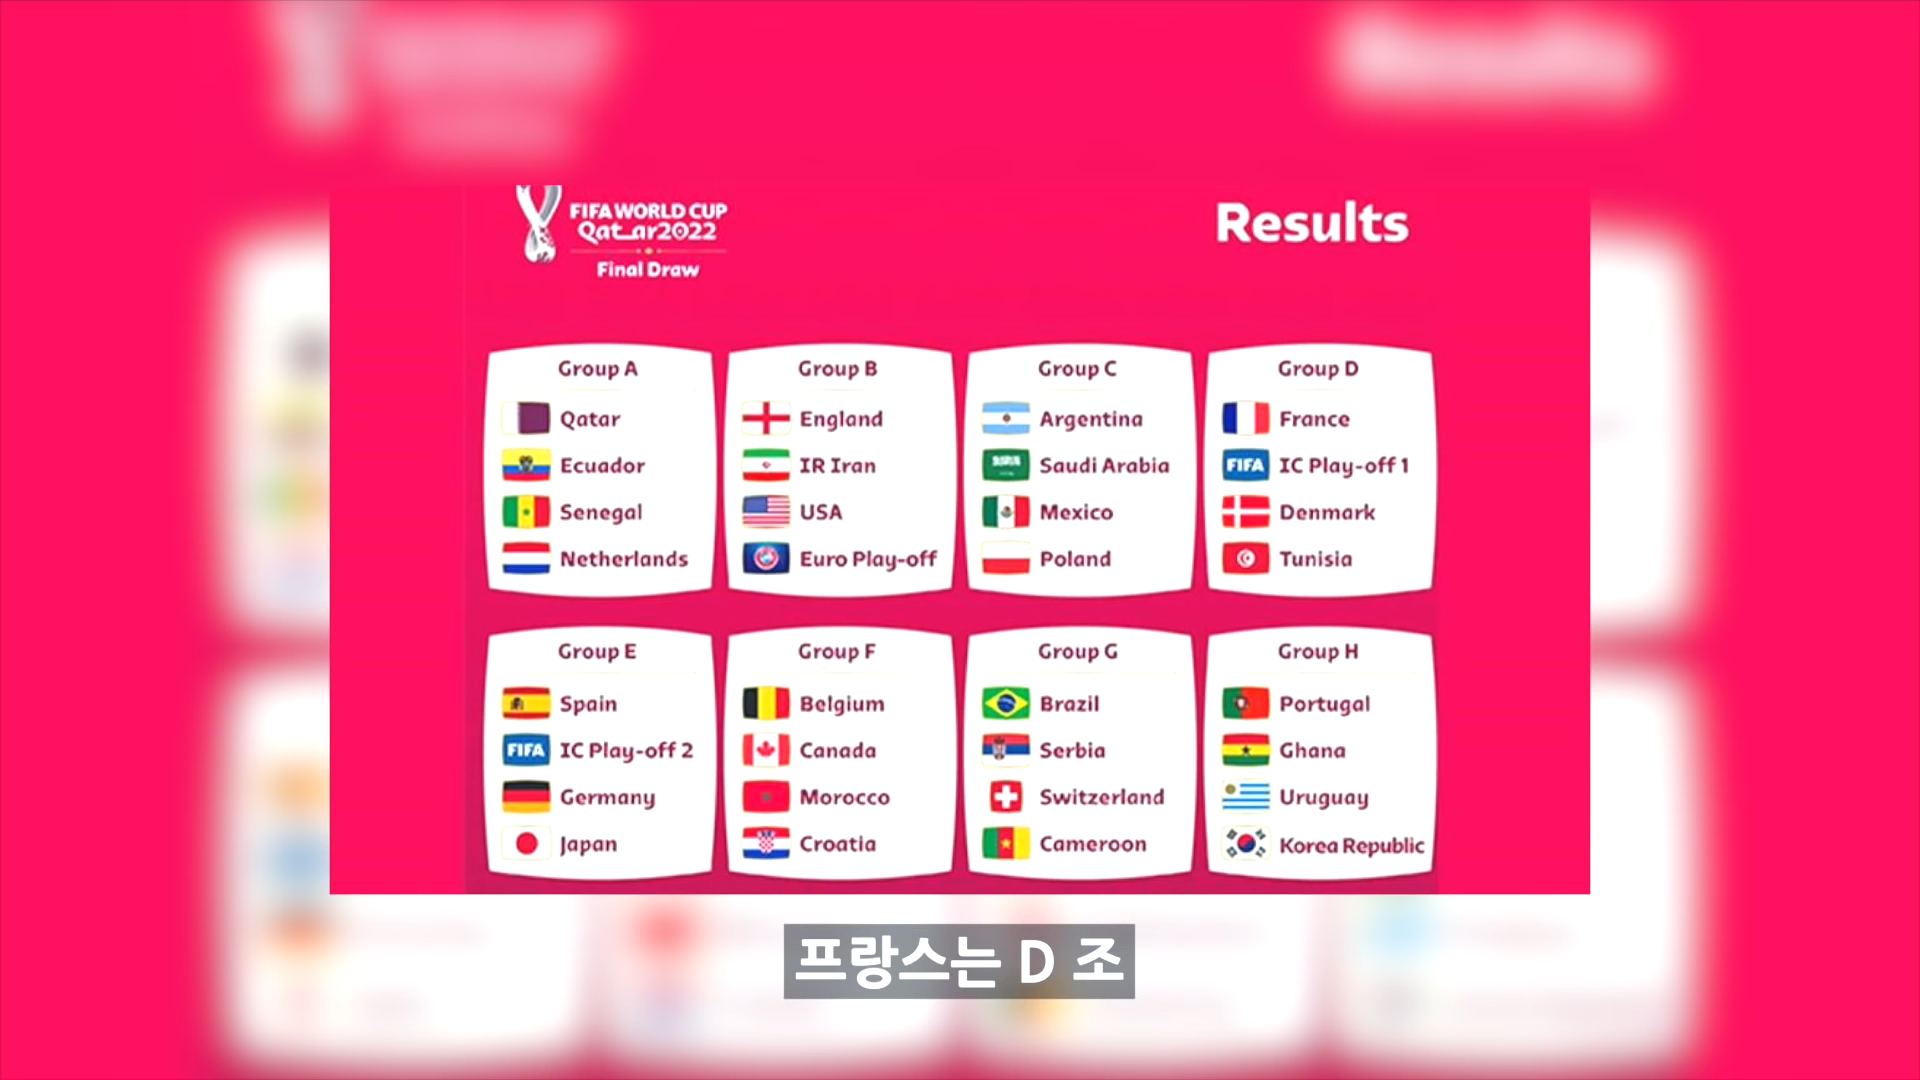 FIFA WORLD CUP
Qatar2022
Final Draw
Results
Group A
Qatar
Ecuador
Senegal
Netherlands
Group B
England
IR Iran
USA
Euro Play-off
Group C
Argentina
Saudi Arabia
Mexico
Poland
Group D
France
FIFA IC Play-off 1
Denmark
Tunisia
Group E
Spain
FIFA IC Play-off 2
Germany
Japan
Group F
Belgium
Canada
Morocco
Croatia
Group G
Brazil
Serbia
Switzerland
Cameroon
Group H
Portugal
Ghana
Uruguay
Korea Republic
프랑스는 D 조